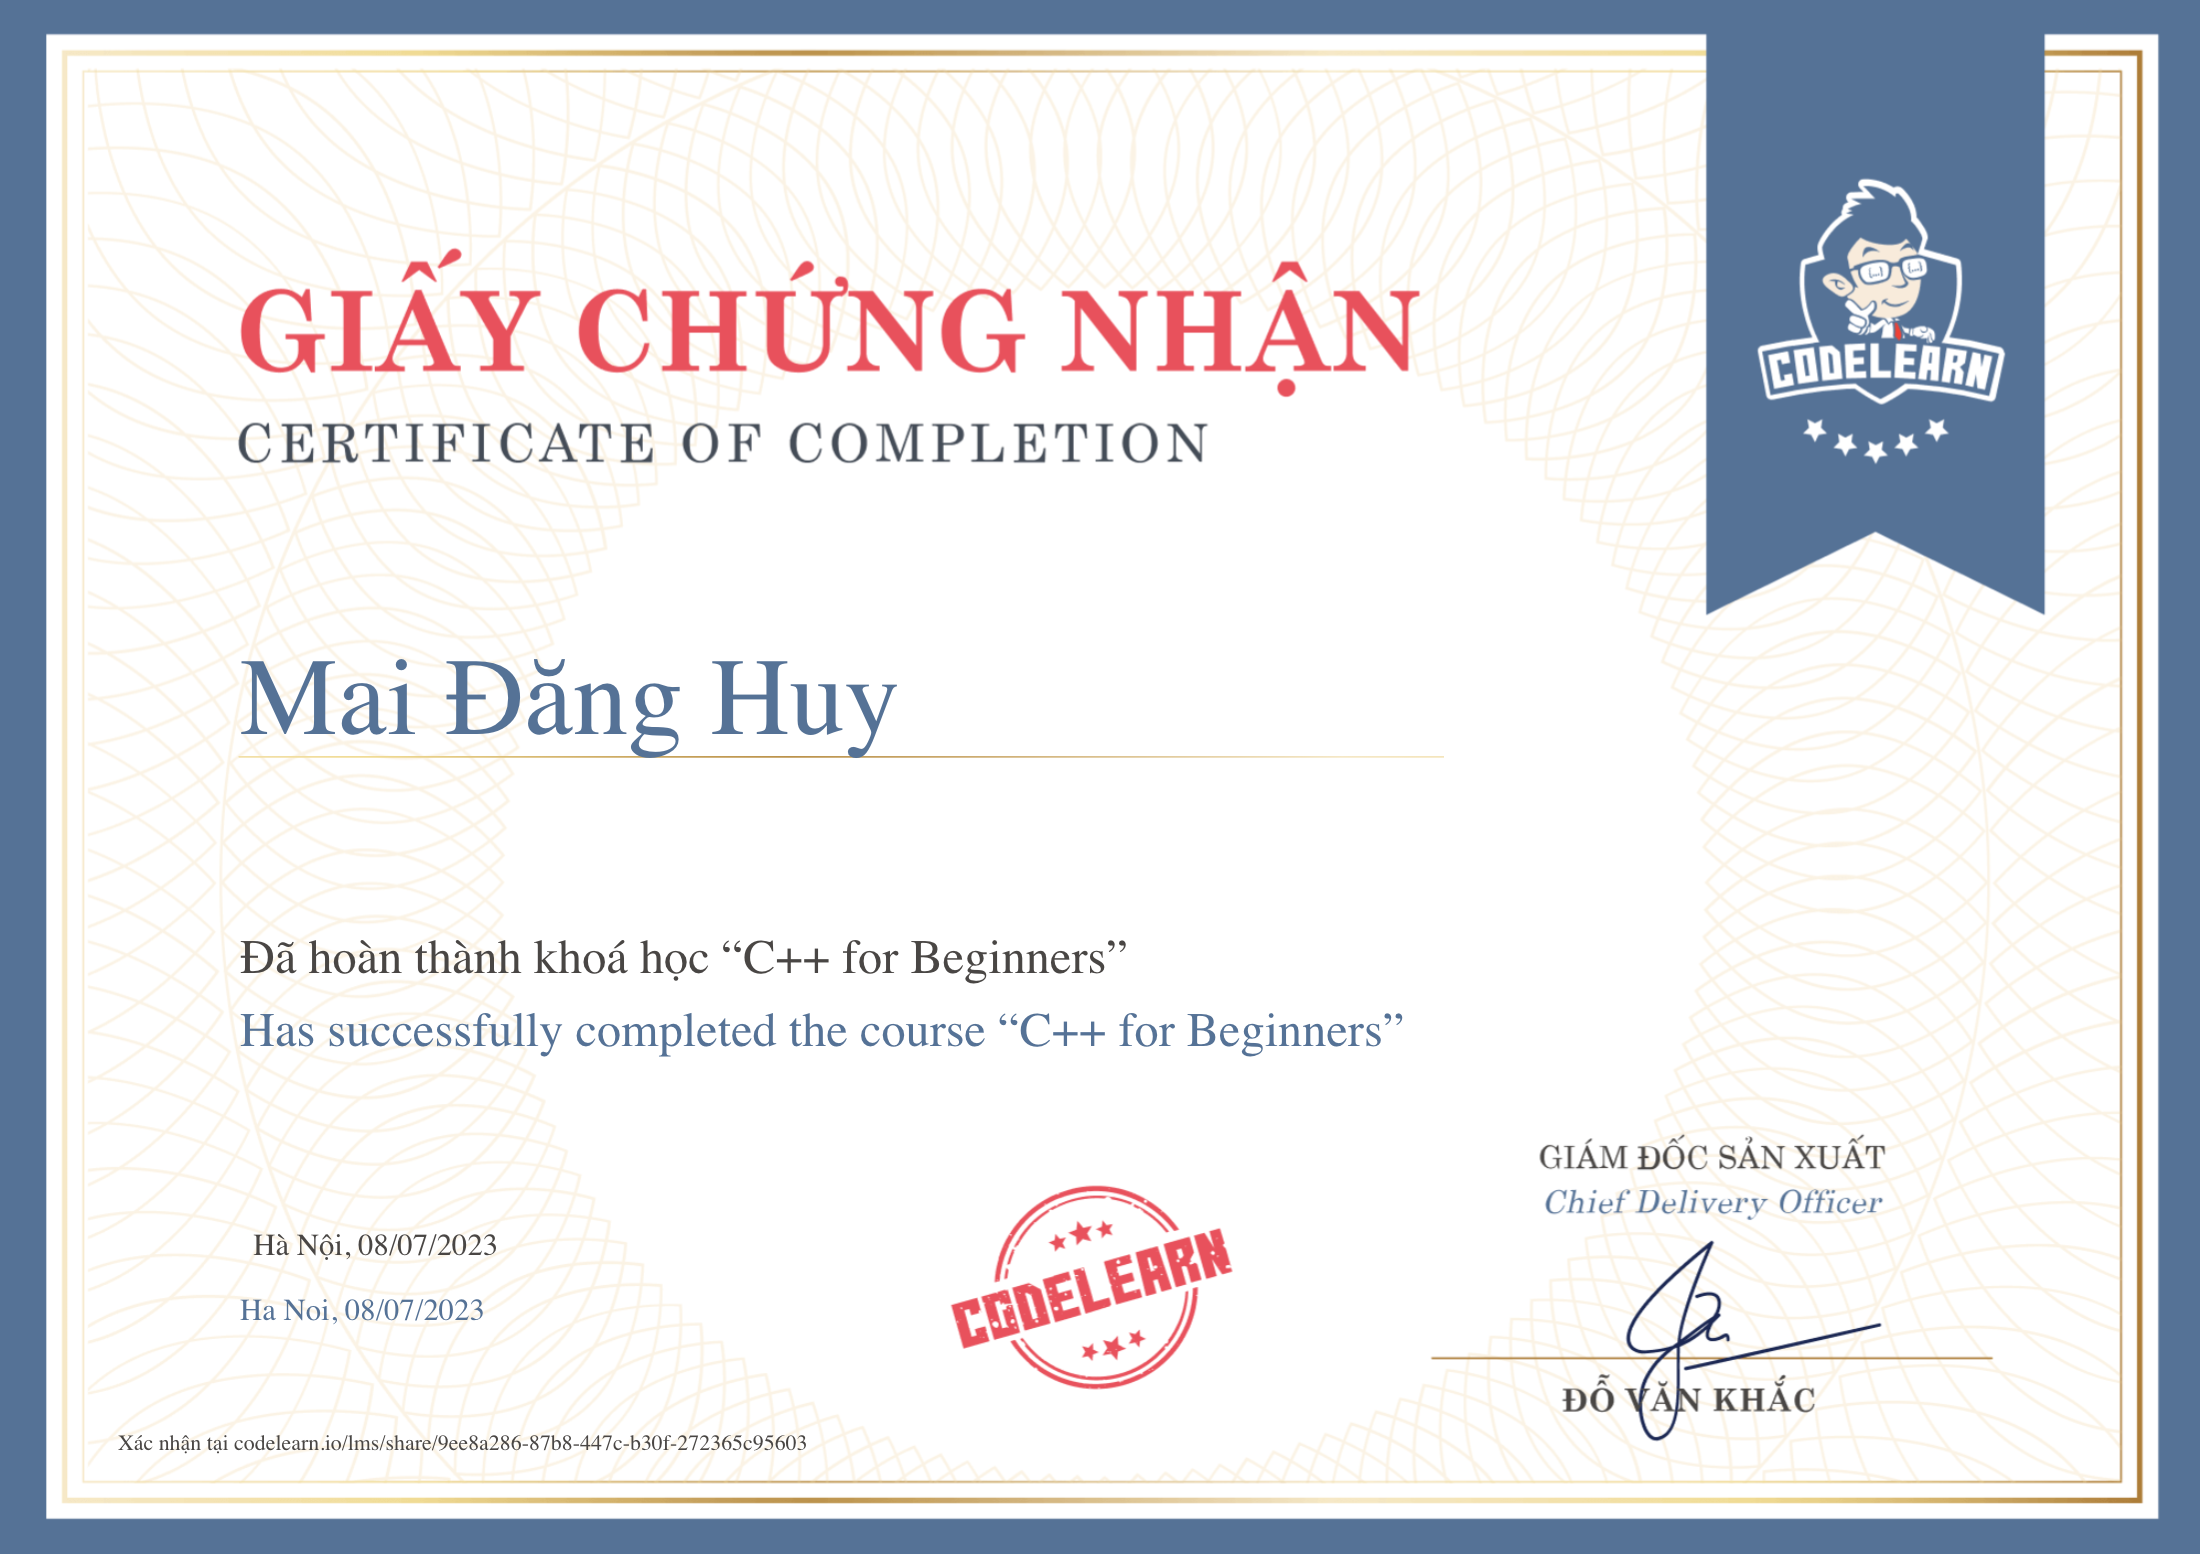 GIẤY CHỨNG NHẬN
CERTIFICATE OF COMPLETION
CODELEARN
Mai Đăng Huy
Đã hoàn thành khoá học “C++ for Beginners”
Has successfully completed the course “C++ for Beginners”
GIÁM ĐỐC SẢN XUẤT
Chief Delivery Officer
Hà Nội, 08/07/2023
Ha Noi, 08/07/2023
CODELEARN
ĐỖ VĂN KHẮC
Xác nhận tại codelearn.io/lms/share/9ee8a286-87b8-447c-b30f-272365c95603